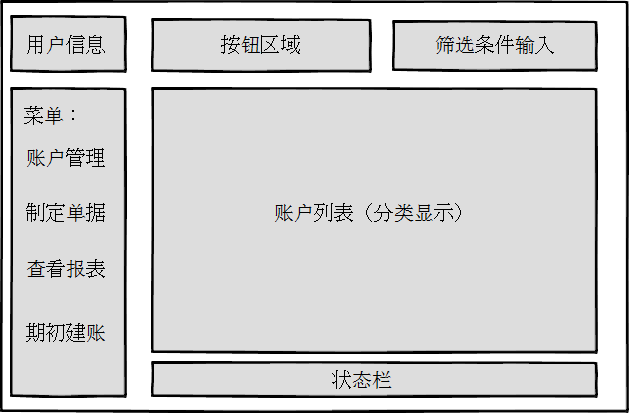 用户信息
按钮区域
筛选条件输入
菜单：
账户管理
制定单据
查看报表
期初建账
账户列表（分类显示）
状态栏